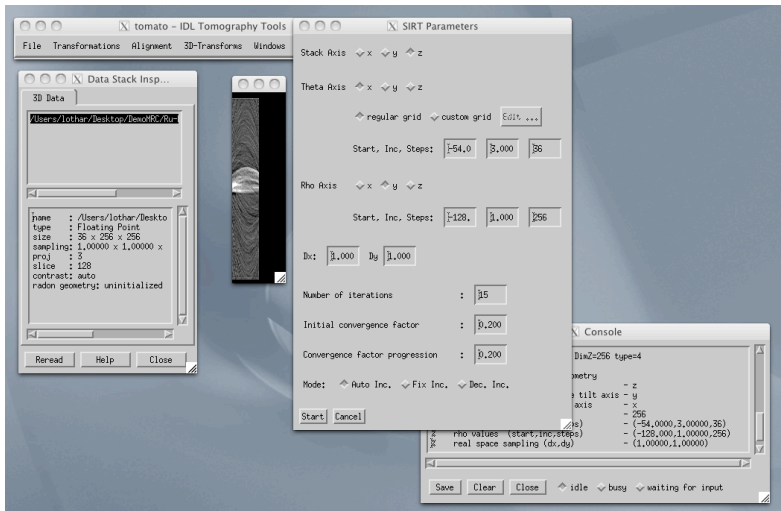 tomato – IDL Tomography Tools
File Transformations Alignment 3D-Transforms Windows
Data Stack Insp...
3D Data
/Users/lothar/Desktop/DemoMRC/Ru-
name : /Users/lothar/Deskto
type : Floating Point
size : 36 x 256 x 256
sampling: 1.00000 x 1.00000 x
proj : 3
slice : 128
contrast: auto
radon geometry: uninitialized
Reread Help Close
SIRT Parameters
Stack Axis x y z
Theta Axis x y z
regular grid custom grid Edit ...
Start, Inc, Steps: -54.0 3.000 36
Rho Axis x y z
Start, Inc, Steps: -128. 1.000 256
Dx: 1.000 Dy 1.000
Number of iterations : 15
Initial convergence factor : 0.200
Convergence factor progression : 0.200
Mode: Auto Inc. Fix Inc. Dec. Inc.
Start Cancel
Console
DimZ=256 type=4
ometry
- z
tilt axis - y
axis - x
- 256
ps) - (-54.0000,3.00000,36)
rho values (start,inc,steps) - (-128.000,1.00000,256)
real space sampling (dx,dy) - (1.00000,1.00000)
Save Clear Close idle busy waiting for input